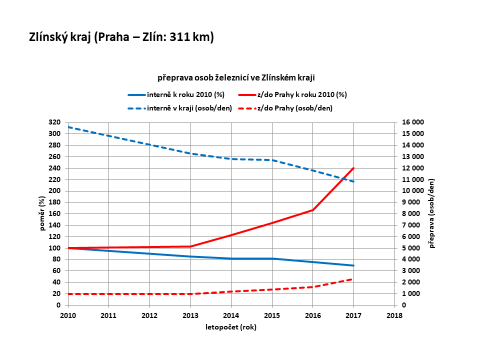 Zlínský kraj (Praha – Zlín: 311 km)
přeprava osob železnicí ve Zlínském kraji
interně k roku 2010 (%) z/do Prahy k roku 2010 (%)
interně v kraji (osob/den) z/do Prahy (osob/den)
320 16 000
300 15 000
280 14 000
260 13 000
240 12 000
220 11 000
200 10 000
180 9 000
160 8 000
140 7 000
120 6 000
100 5 000
80 4 000
60 3 000
40 2 000
20 1 000
0 0
poměr (%)
přeprava (osob/den)
2010 2011 2012 2013 2014 2015 2016 2017 2018
letopočet (rok)